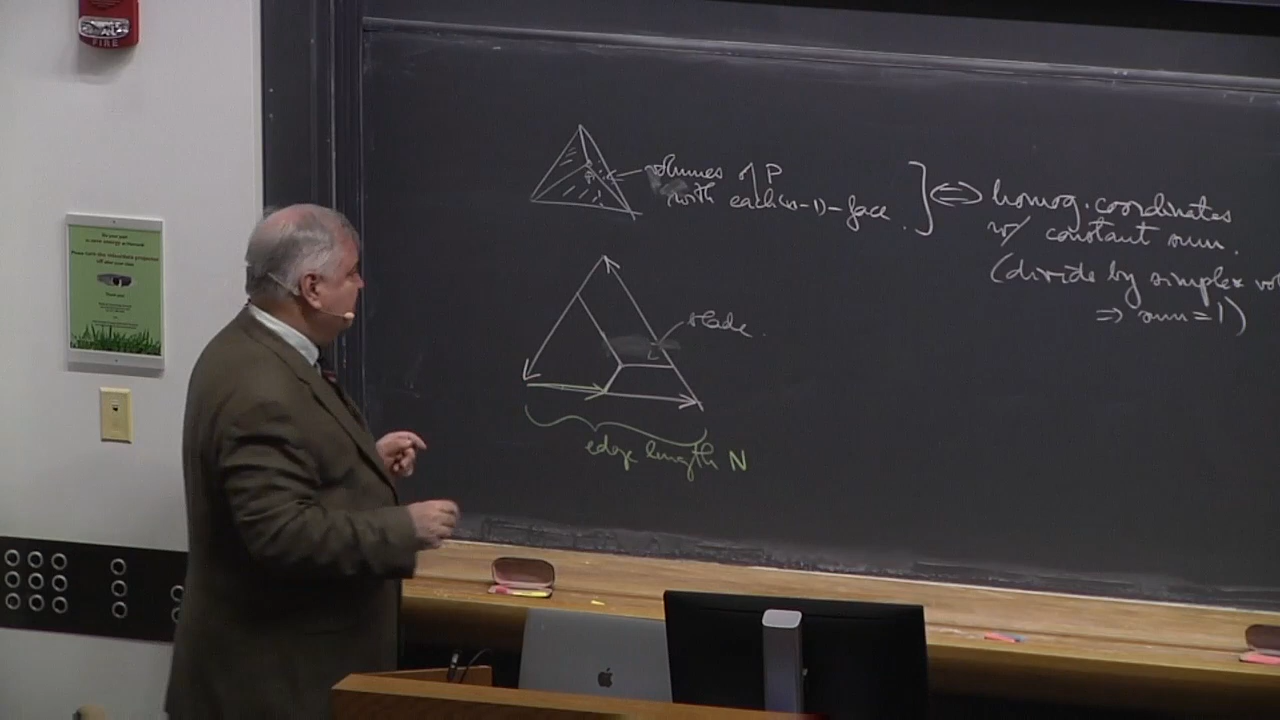 FIRE
volumes of P
with each (n-1)-face
homog. coordinates
w/ constant sum.
(divide by simplex vol
⇒ sum = 1)
P
blade.
edge length N